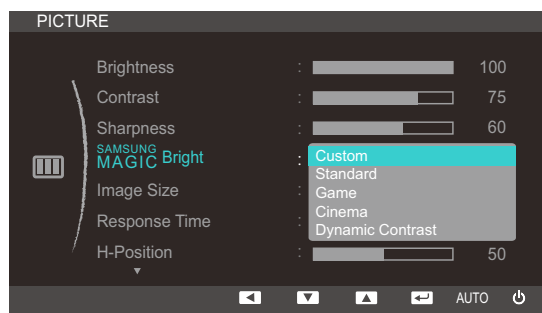 PICTURE
Brightness : 100
Contrast : 75
Sharpness : 60
SAMSUNG
MAGIC Bright :
Custom
Standard
Image Size :
Game
Cinema
Response Time :
Dynamic Contrast
H-Position : 50
AUTO